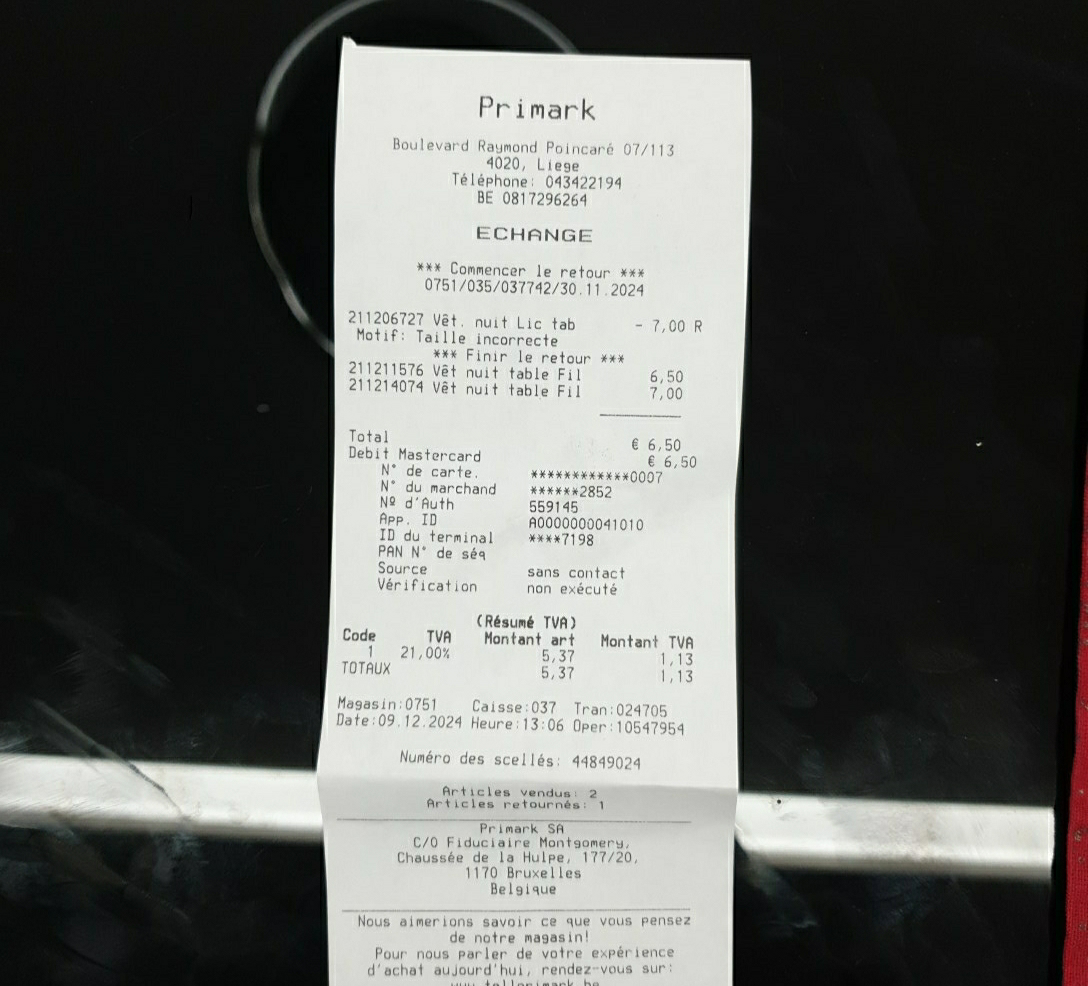 Primark
Boulevard Raymond Poincaré 07/113
4020, Liege
Téléphone: 043422194
BE 0817296264
ECHANGE
*** Commencer le retour ***
0751/035/037742/30.11.2024
211206727 Vêt. nuit Lic tab - 7,00 R
Motif: Taille incorrecte
*** Finir le retour ***
211211576 Vêt nuit table Fil 6,50
211214074 Vêt nuit table Fil 7,00
Total € 6,50
Debit Mastercard € 6,50
N° de carte. ************0007
N° du marchand ******2852
Nº d'Auth 559145
App. ID A0000000041010
ID du terminal ****7198
PAN N° de séq
Source sans contact
Vérification non exécuté
(Résumé TVA)
Code TVA Montant art Montant TVA
1 21,00% 5,37 1,13
TOTAUX 5,37 1,13
Magasin:0751 Caisse:037 Tran:024705
Date:09.12.2024 Heure:13:06 Oper:10547954
Numéro des scellés: 44849024
Articles vendus: 2
Articles retournés: 1
Primark SA
C/O Fiduciaire Montgomery,
Chaussée de la Hulpe, 177/20,
1170 Bruxelles
Belgique
Nous aimerions savoir ce que vous pensez
de notre magasin!
Pour nous parler de votre expérience
d'achat aujourd'hui, rendez-vous sur: